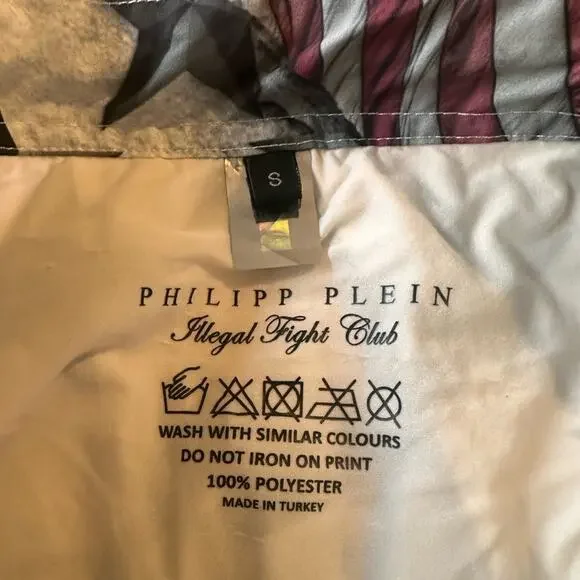 S
PHILIPP PLEIN
Illegal Fight Club
WASH WITH SIMILAR COLOURS
DO NOT IRON ON PRINT
100% POLYESTER
MADE IN TURKEY